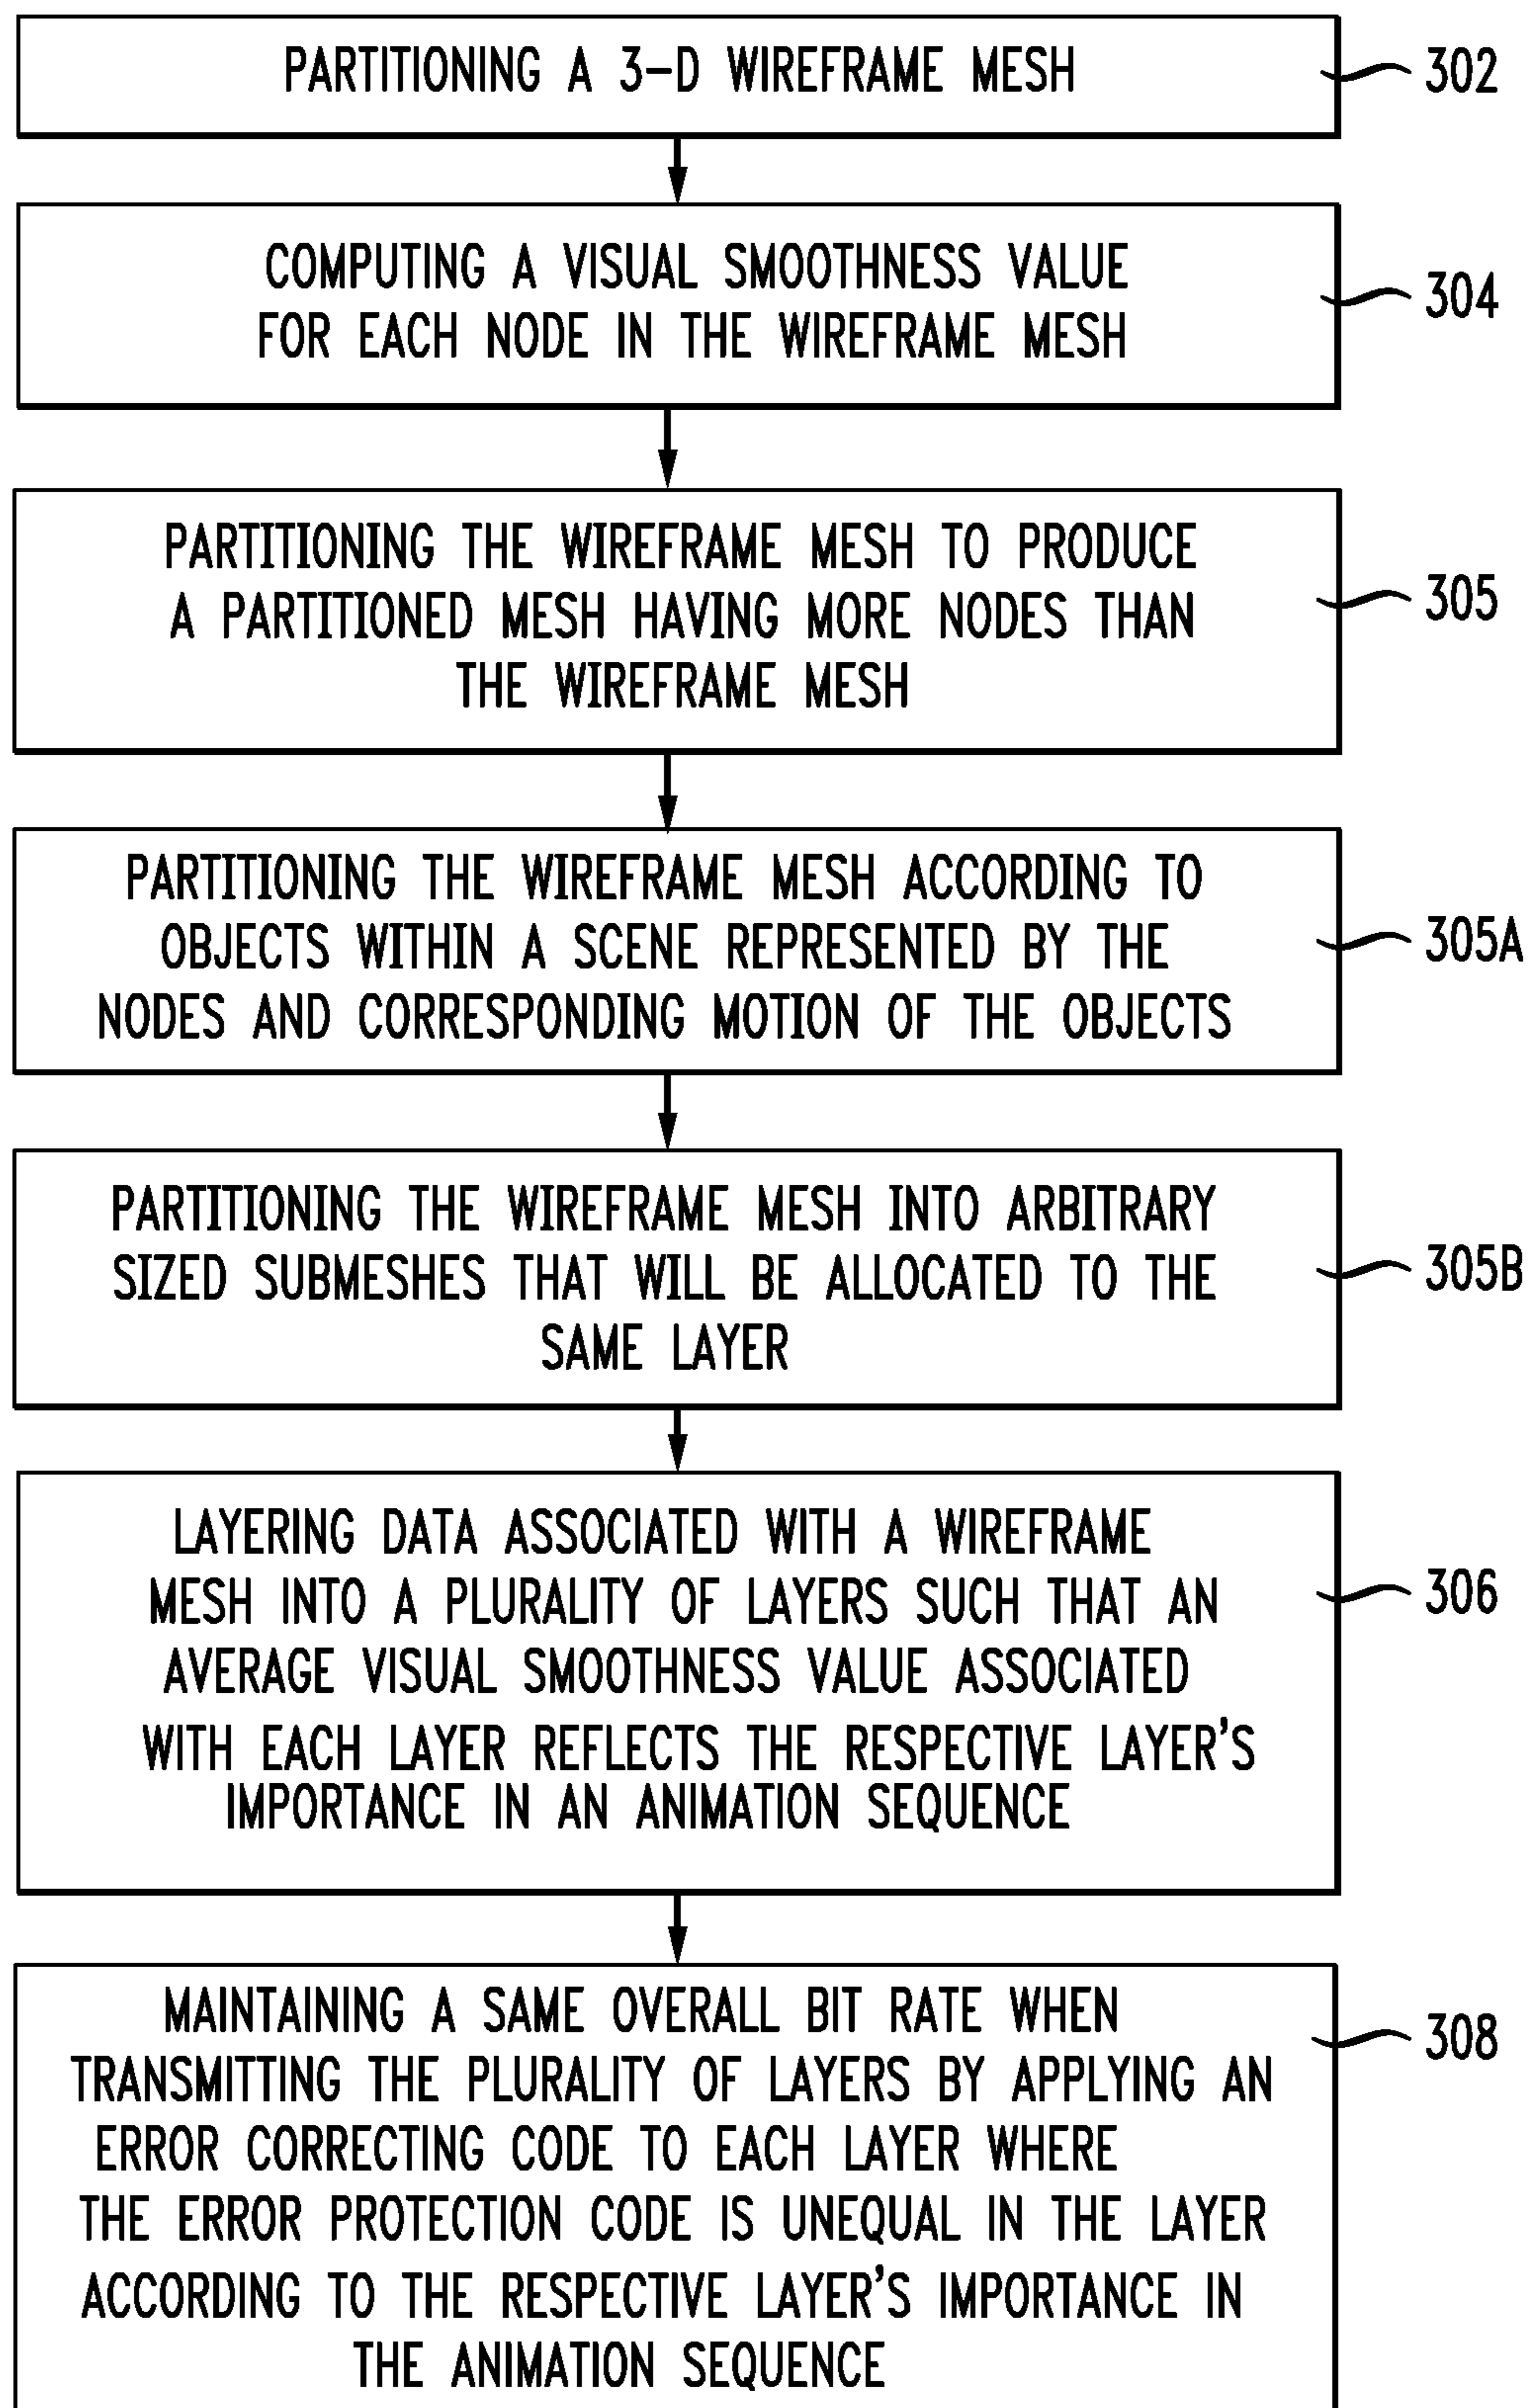 PARTITIONING A 3-D WIREFRAME MESH
302
COMPUTING A VISUAL SMOOTHNESS VALUE
FOR EACH NODE IN THE WIREFRAME MESH
304
PARTITIONING THE WIREFRAME MESH TO PRODUCE
A PARTITIONED MESH HAVING MORE NODES THAN
THE WIREFRAME MESH
305
PARTITIONING THE WIREFRAME MESH ACCORDING TO
OBJECTS WITHIN A SCENE REPRESENTED BY THE
NODES AND CORRESPONDING MOTION OF THE OBJECTS
305A
PARTITIONING THE WIREFRAME MESH INTO ARBITRARY
SIZED SUBMESHES THAT WILL BE ALLOCATED TO THE
SAME LAYER
305B
LAYERING DATA ASSOCIATED WITH A WIREFRAME
MESH INTO A PLURALITY OF LAYERS SUCH THAT AN
AVERAGE VISUAL SMOOTHNESS VALUE ASSOCIATED
WITH EACH LAYER REFLECTS THE RESPECTIVE LAYER'S
IMPORTANCE IN AN ANIMATION SEQUENCE
306
MAINTAINING A SAME OVERALL BIT RATE WHEN
TRANSMITTING THE PLURALITY OF LAYERS BY APPLYING AN
ERROR CORRECTING CODE TO EACH LAYER WHERE
THE ERROR PROTECTION CODE IS UNEQUAL IN THE LAYER
ACCORDING TO THE RESPECTIVE LAYER'S IMPORTANCE IN
THE ANIMATION SEQUENCE
308